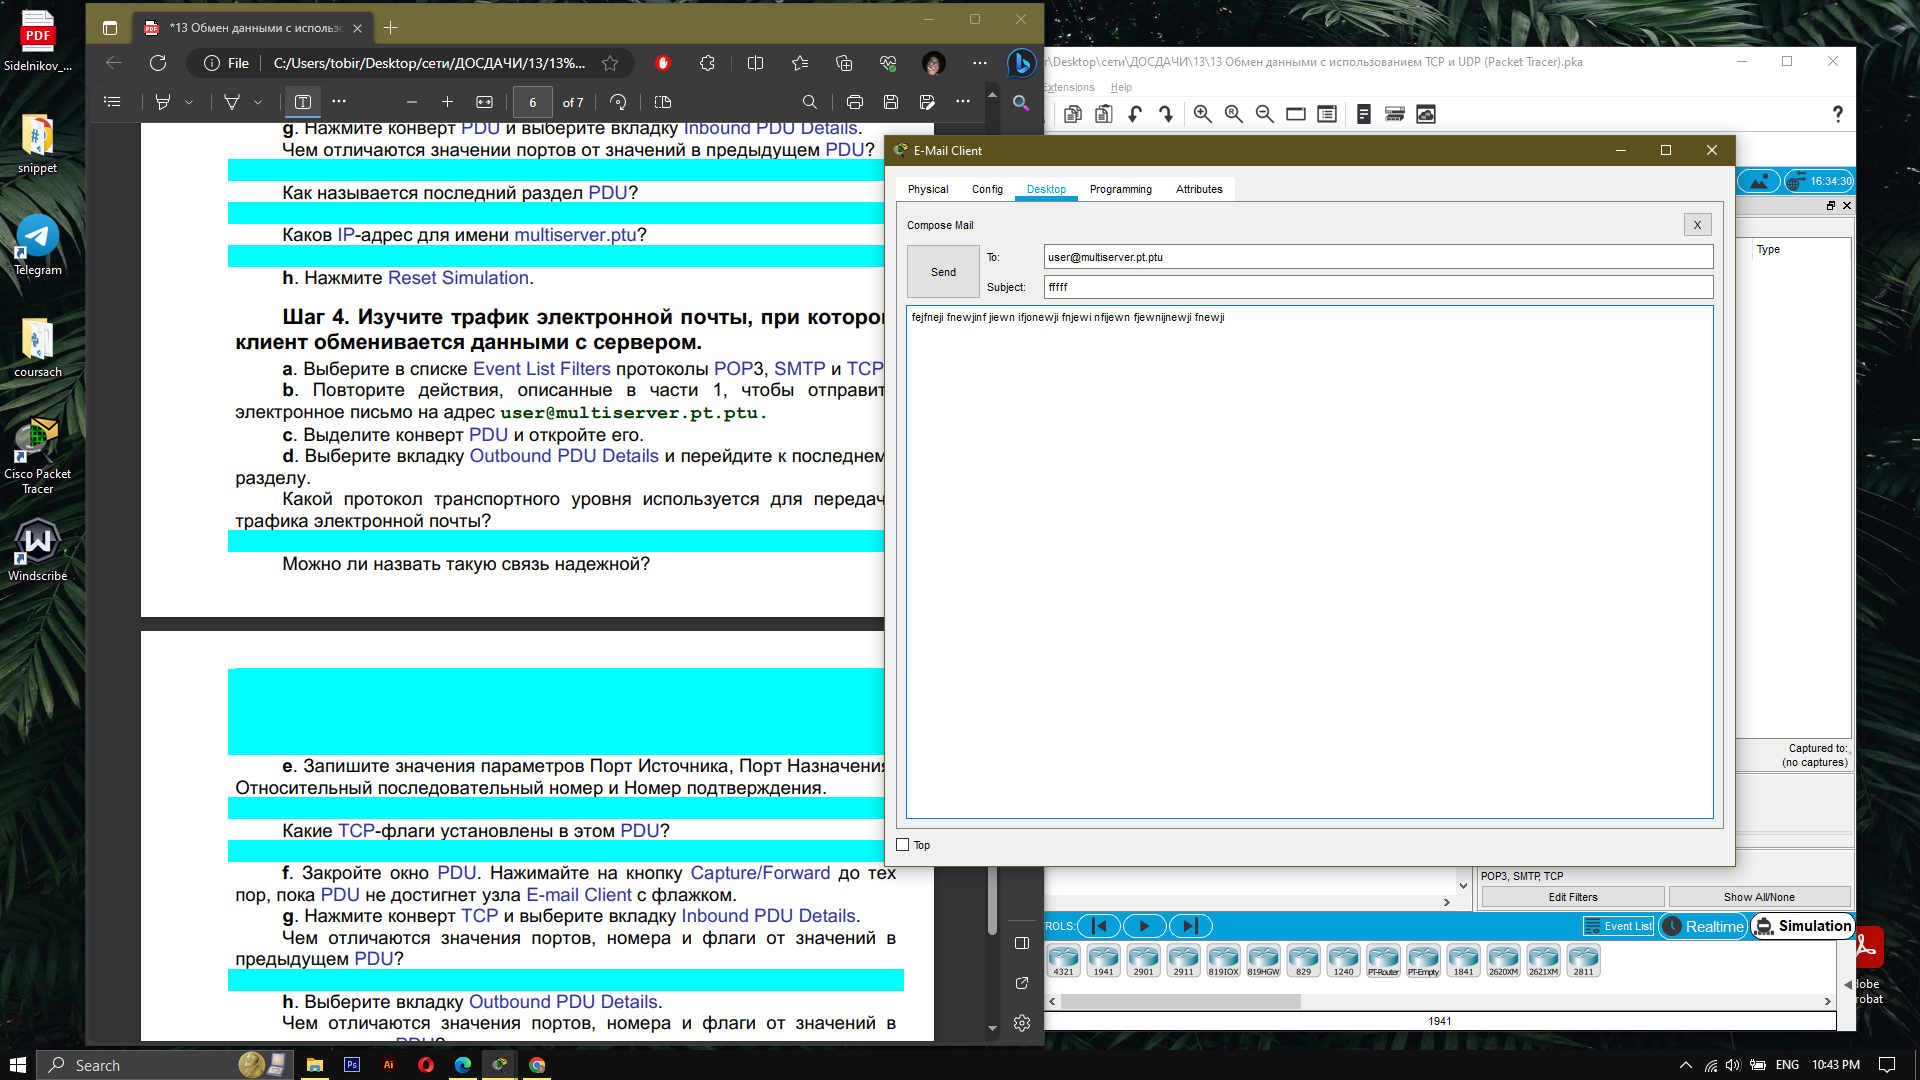 Sidelnikov_...
snippet
Telegram
coursach
Cisco Packet
Tracer
Windscribe
*13 Обмен данными с использо
File
C:/Users/tobir/Desktop/сети/ДОСДАЧИ/13/13%...
6 of 7
g. Нажмите конверт PDU и выберите вкладку Inbound PDU Details.
Чем отличаются значении портов от значений в предыдущем PDU?
Как называется последний раздел PDU?
Каков IP-адрес для имени multiserver.ptu?
h. Нажмите Reset Simulation.
Шаг 4. Изучите трафик электронной почты, при которо
клиент обменивается данными с сервером.
a. Выберите в списке Event List Filters протоколы POP3, SMTP и TCP
b. Повторите действия, описанные в части 1, чтобы отправит
электронное письмо на адрес user@multiserver.pt.ptu.
c. Выделите конверт PDU и откройте его.
d. Выберите вкладку Outbound PDU Details и перейдите к последнем
разделу.
Какой протокол транспортного уровня используется для передач
трафика электронной почты?
Можно ли назвать такую связь надежной?
e. Запишите значения параметров Порт Источника, Порт Назначения
Относительный последовательный номер и Номер подтверждения.
Какие TCP-флаги установлены в этом PDU?
f. Закройте окно PDU. Нажимайте на кнопку Capture/Forward до тех
пор, пока PDU не достигнет узла E-mail Client с флажком.
g. Нажмите конверт TCP и выберите вкладку Inbound PDU Details.
Чем отличаются значения портов, номера и флаги от значений в
предыдущем PDU?
h. Выберите вкладку Outbound PDU Details.
Чем отличаются значения портов, номера и флаги от значений в
r\Desktop\сети\ДОСДАЧИ\13\13 Обмен данными с использованием TCP и UDP (Packet Tracer).pka
Extensions Help
E-Mail Client
Physical Config Desktop Programming Attributes
Compose Mail
X
Send
To: user@multiserver.pt.ptu
Subject: fffff
fejfneji fnewjinf jiewn ifjonewji fnjewi nfijewn fjewnijnewji fnewji
Top
16:34:30
Type
Captured to:
(no captures)
POP3, SMTP, TCP
Edit Filters Show All/None
ROLS:
Event List Realtime Simulation
4321 1941 2901 2911 819IOX 819HGW 829 1240 PT-Router PT-Empty 1841 2620XM 2621XM 2811
1941
dobe
robat
Search
Ps Ai
ENG 10:43 PM